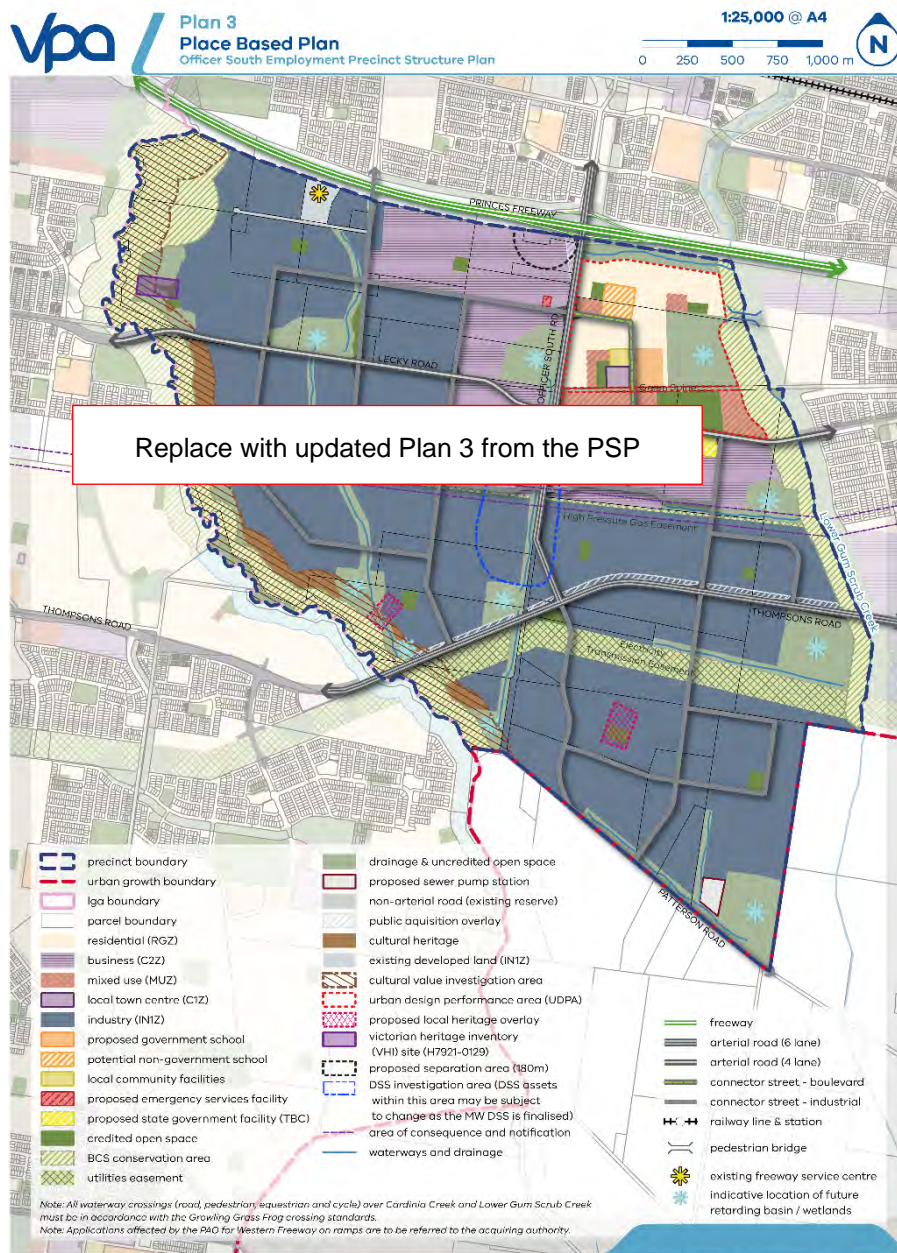 vpa
Plan 3
Place Based Plan
Officer South Employment Precinct Structure Plan
1:25,000 @ A4
0 250 500 750 1,000 m
N
PRINCES FREEWAY
OFFICER SOUTH RD
LECKY ROAD
Green Spine
Replace with updated Plan 3 from the PSP
High Pressure Gas Easement
Lower Gum Scrub Creek
THOMPSONS ROAD
THOMPSONS ROAD
Electricity
Transmission Easement
PATTERSON ROAD
precinct boundary
urban growth boundary
lga boundary
parcel boundary
residential (RGZ)
business (C2Z)
mixed use (MUZ)
local town centre (C1Z)
industry (IN1Z)
proposed government school
potential non-government school
local community facilities
proposed emergency services facility
proposed state government facility (TBC)
credited open space
BCS conservation area
utilities easement
drainage & uncredited open space
proposed sewer pump station
non-arterial road (existing reserve)
public aquisition overlay
cultural heritage
existing developed land (IN1Z)
cultural value investigation area
urban design performance area (UDPA)
proposed local heritage overlay
victorian heritage inventory
(VHI) site (H7921-0129)
proposed separation area (180m)
DSS investigation area (DSS assets
within this area may be subject
to change as the MW DSS is finalised)
area of consequence and notification
waterways and drainage
freeway
arterial road (6 lane)
arterial road (4 lane)
connector street - boulevard
connector street - industrial
railway line & station
pedestrian bridge
existing freeway service centre
indicative location of future
retarding basin / wetlands
Note: All waterway crossings (road, pedestrian, equestrian and cycle) over Cardinia Creek and Lower Gum Scrub Creek
must be in accordance with the Growling Grass Frog crossing standards.
Note: Applications affected by the PAO for Western Freeway on ramps are to be referred to the acquiring authority.